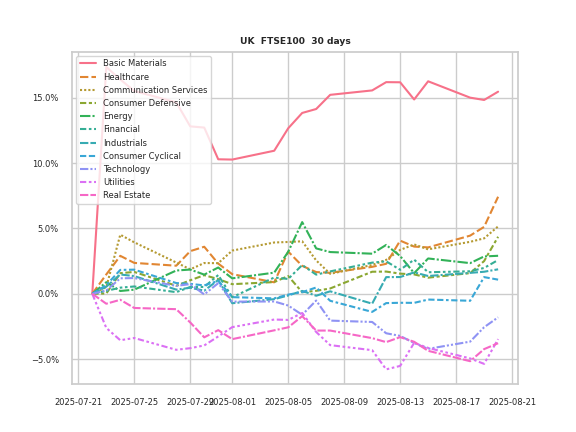 UK  FTSE100  30 days
Basic Materials
Healthcare
Communication Services
Consumer Defensive
Energy
Financial
Industrials
Consumer Cyclical
Technology
Utilities
Real Estate
15.0%
10.0%
5.0%
0.0%
−5.0%
2025-07-21 2025-07-25 2025-07-29 2025-08-01 2025-08-05 2025-08-09 2025-08-13 2025-08-17 2025-08-21